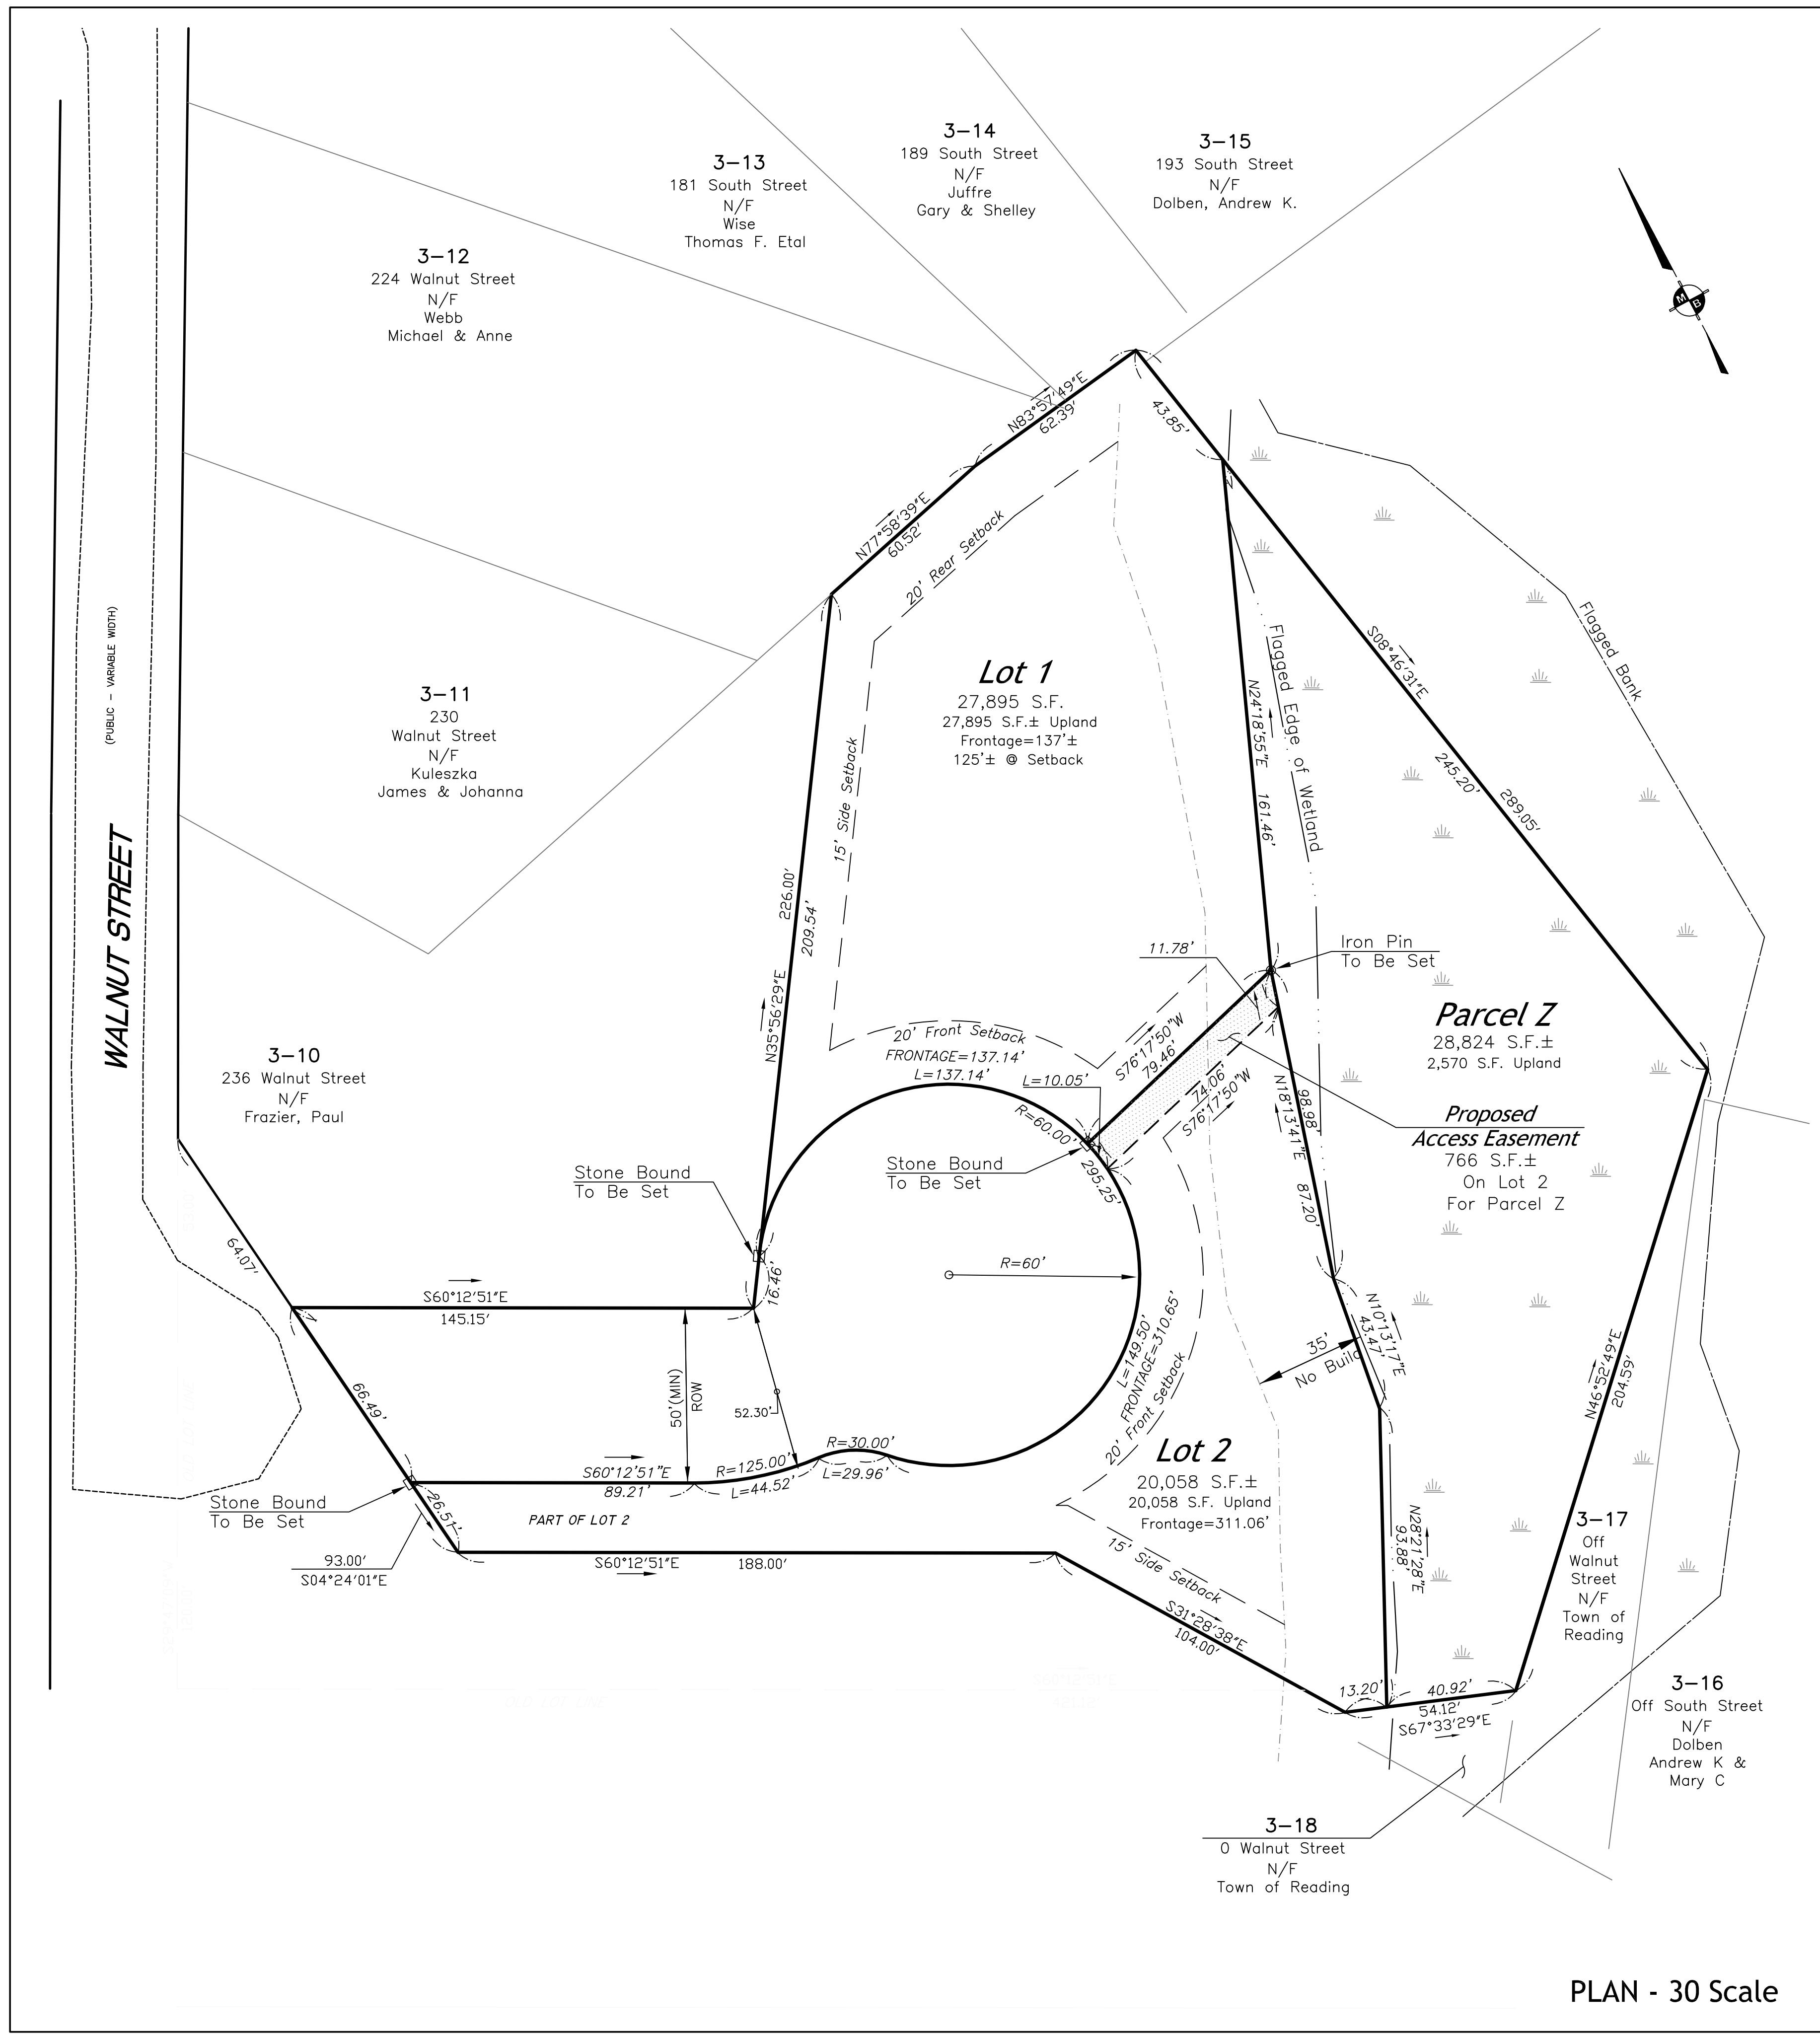 3-14
189 South Street
N/F
Juffre
Gary & Shelley
3-15
193 South Street
N/F
Dolben, Andrew K.
3-13
181 South Street
N/F
Wise
Thomas F. Etal
3-12
224 Walnut Street
N/F
Webb
Michael & Anne
M B
N83°57'49"E
62.39'
43.85'
N77°58'39"E
60.52'
20' Rear Setback
(PUBLIC - VARIABLE WIDTH)
WALNUT STREET
3-11
230
Walnut Street
N/F
Kuleszka
James & Johanna
Lot 1
27,895 S.F.
27,895 S.F.± Upland
Frontage=137'±
125'± @ Setback
15' Side Setback
N24°18'55"E 161.46'
Flagged Edge of Wetland
S08°46'31"E
245.20'
289.05'
Flagged Bank
226.00'
209.54'
N35°56'29"E
11.78'
Iron Pin
To Be Set
Parcel Z
28,824 S.F.±
2,570 S.F. Upland
20' Front Setback
FRONTAGE=137.14'
L=137.14'
L=10.05'
R=60.00'
S76°17'50"W
79.46'
74.06'
S76°17'50"W
N18°13'41"E 87.20'
98.98'
Proposed
Access Easement
766 S.F.±
On Lot 2
For Parcel Z
3-10
236 Walnut Street
N/F
Frazier, Paul
Stone Bound
To Be Set
Stone Bound
To Be Set
295.25'
64.07'
S60°12'51"E
145.15'
16.46'
R=60'
L=149.50'
FRONTAGE=310.65'
20' Front Setback
35'
No Build
N10°13'17"E
43.47'
N46°52'49"E
204.59'
66.49'
50'(MIN)
ROW
52.30'
R=30.00'
L=29.96'
R=125.00'
L=44.52'
S60°12'51"E
89.21'
Lot 2
20,058 S.F.±
20,058 S.F. Upland
Frontage=311.06'
Stone Bound
To Be Set
26.51'
PART OF LOT 2
93.00'
S04°24'01"E
S60°12'51"E 188.00'
15' Side Setback
S31°28'38"E
104.00'
N28°21'28"E
93.88'
3-17
Off
Walnut
Street
N/F
Town of
Reading
13.20'
40.92'
54.12'
S67°33'29"E
3-16
Off South Street
N/F
Dolben
Andrew K &
Mary C
3-18
0 Walnut Street
N/F
Town of Reading
PLAN - 30 Scale